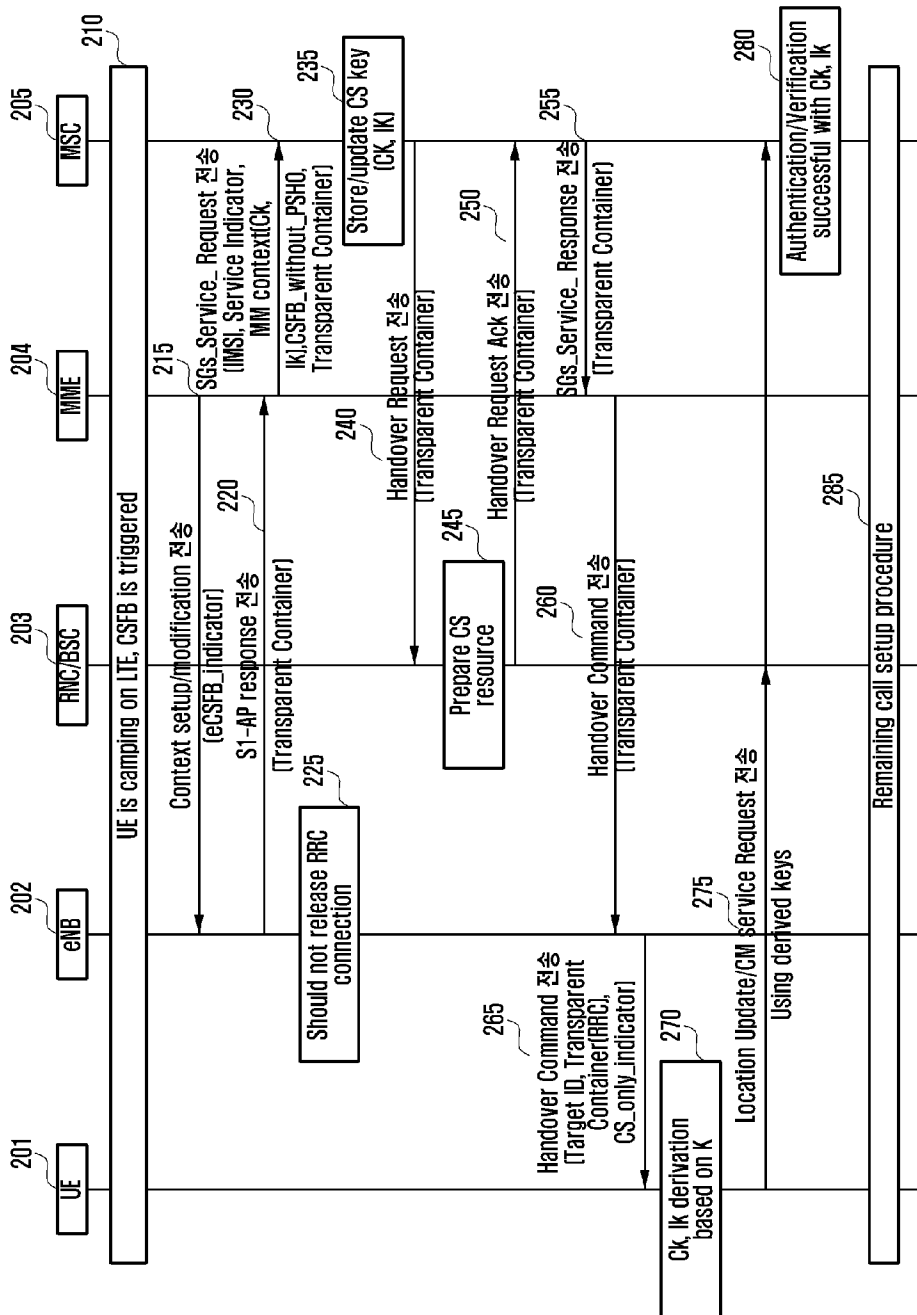 201
UE
202
eNB
203
RNC/BSC
204
MME
205
MSC
210
UE is camping on LTE, CSFB is triggered
215
Context setup/modification 전송
(eCSFB_indicator)
220
S1-AP response 전송
(Transparent Container)
225
Should not release RRC
connection
SGs_Service_ Request 전송
(IMSI, Service Indicator,
MM context(Ck,
Ik),CSFB_without_PSHO,
Transparent Container)
230
235
Store/update CS key
(CK, IK)
240
Handover Request 전송
(Transparent Container)
245
Prepare CS
resource
250
Handover Request Ack 전송
(Transparent Container)
255
SGs_Service_ Response 전송
(Transparent Container)
260
Handover Command 전송
(Transparent Container)
265
Handover Command 전송
(Target ID, Transparent
Container(RRC),
CS_only_indicator)
270
Ck, Ik derivation
based on K
275
Location Update/CM service Request 전송
Using derived keys
280
Authentication/Verification
successful with Ck, Ik
285
Remaining call setup procedure